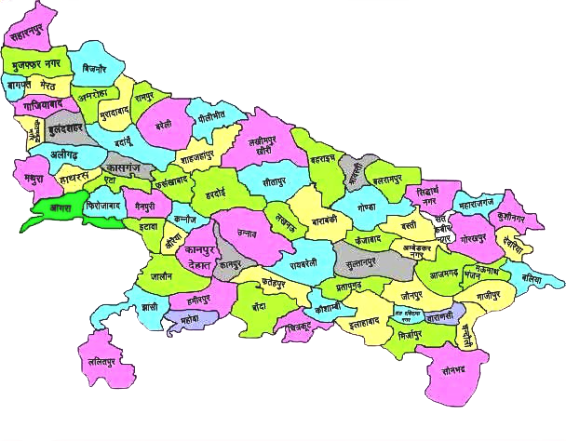 सहारनपुर
मुजफ्फर नगर
बिजनौर
बागपत
मेरठ
अमरोहा
रामपुर
मुरादाबाद
गाजियाबाद
बुलंदशहर
बरेली
पीलीभीत
बदांयू
अलीगढ़
कासगंज
शाहजहापुर
लखीमपुर
खीरी
बहराइच
श्रावस्ती
बलरामपुर
मथुरा
हाथरस
एटा
फरुखाबाद
हरदोई
सीतापुर
सिद्धार्थ
नगर
महाराजगंज
कुशीनगर
आगरा
फिरोजाबाद
मैनपुरी
कन्नौज
लखनऊ
बाराबंकी
गोण्डा
बस्ती
संत
कबीर
नगर
गोरखपुर
देवरिया
इटावा
औरैया
कानपुर
देहात
उन्नाव
फैजाबाद
अम्बेडकर
नगर
कानपुर
रायबरेली
सुल्तानपुर
आजमगढ़
मऊनाथ
भंजन
बलिया
जालौन
फतेहपुर
प्रतापगढ़
जौनपुर
गाजीपुर
झासी
हमीरपुर
महोबा
बाँदा
कौशाम्बी
चित्रकूट
इलाहाबाद
वाराणसी
चन्दौली
मिर्जापुर
ललितपुर
सोनभद्र